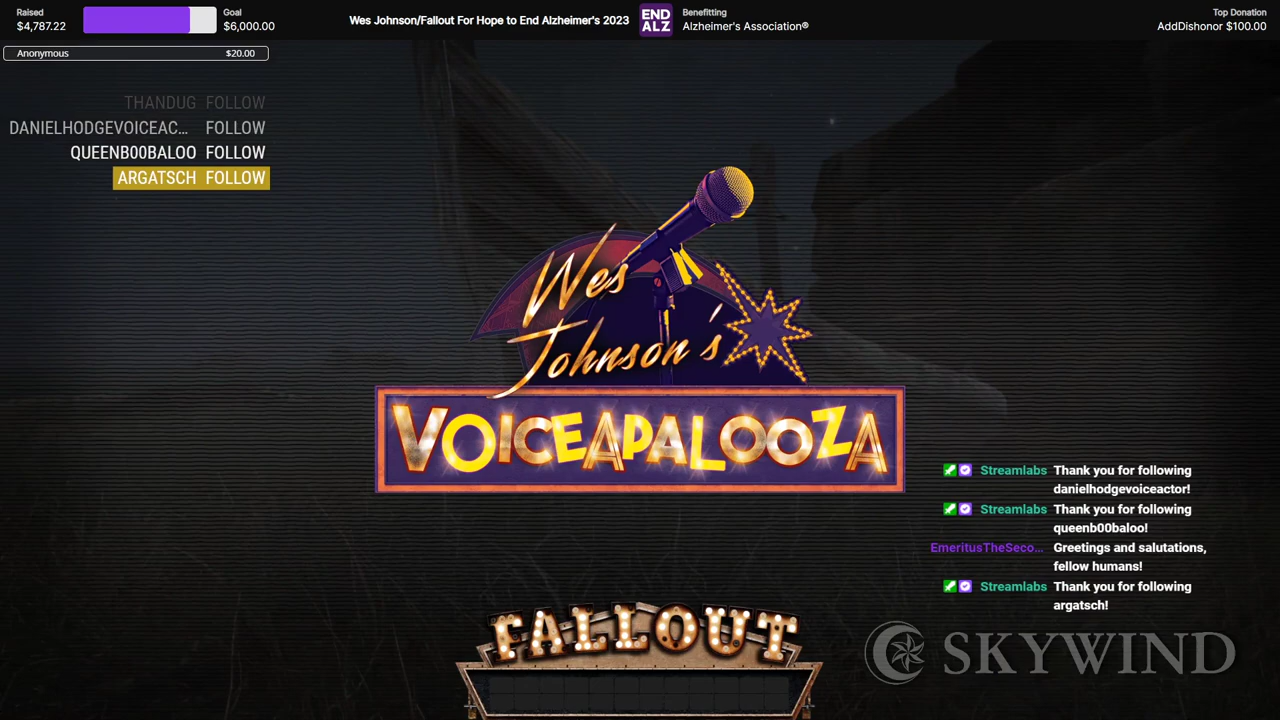 Raised
$4,787.22
Goal
$6,000.00
Wes Johnson/Fallout For Hope to End Alzheimer's 2023
END
ALZ
Benefitting
Alzheimer's Association®
Top Donation
AddDishonor $100.00
Anonymous $20.00
THANDUG FOLLOW
DANIELHODGEVOICEAC... FOLLOW
QUEENB00BALOO FOLLOW
ARGATSCH FOLLOW
Wes
Johnson's
VOICEAPALOOZA
Streamlabs Thank you for following
danielhodgevoiceactor!
Streamlabs Thank you for following
queenb00baloo!
EmeritusTheSeco... Greetings and salutations,
fellow humans!
Streamlabs Thank you for following
argatsch!
FALLOUT
SKYWIND